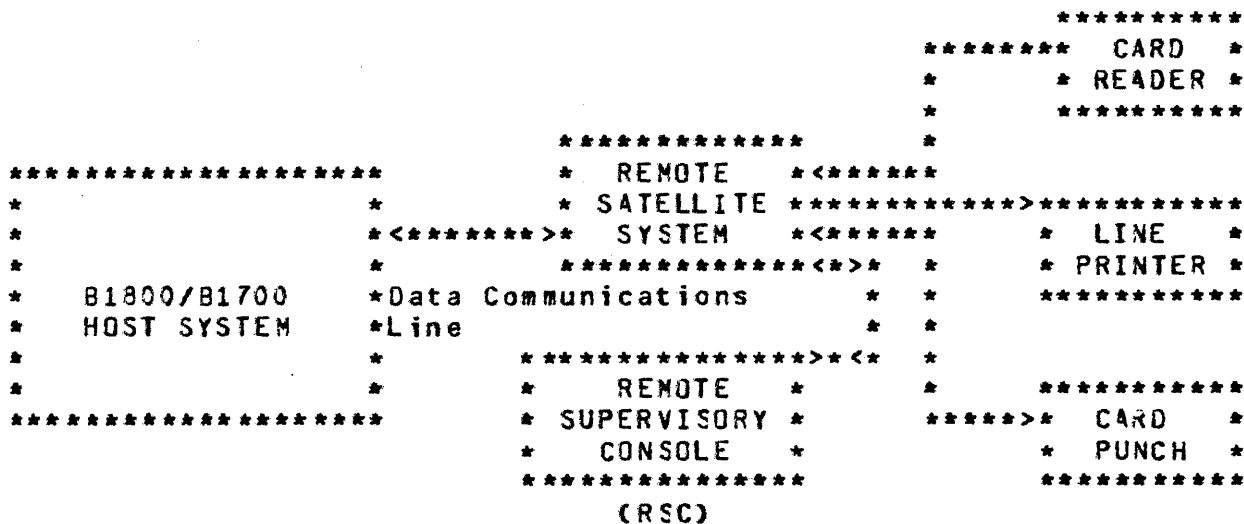 CARD
READER
REMOTE
SATELLITE
SYSTEM
LINE
PRINTER
B1800/B1700
HOST SYSTEM
Data Communications
Line
REMOTE
SUPERVISORY
CONSOLE
(RSC)
CARD
PUNCH